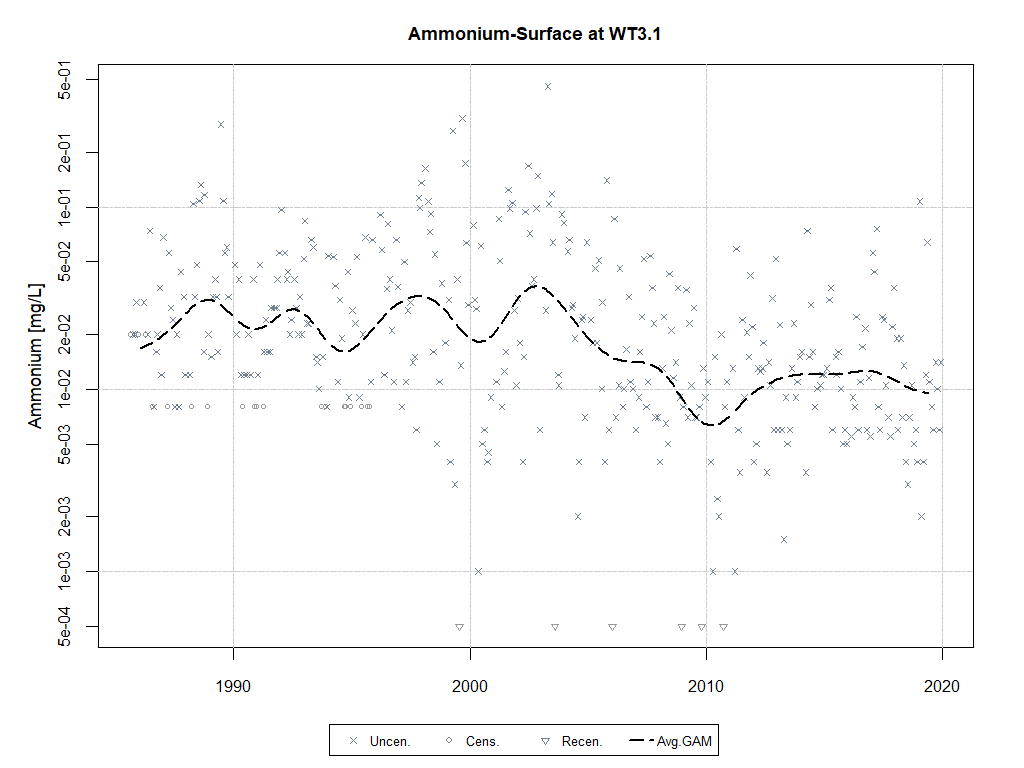 Ammonium-Surface at WT3.1
Ammonium [mg/L]
5e-01
2e-01
1e-01
5e-02
2e-02
1e-02
5e-03
2e-03
1e-03
5e-04
1990 2000 2010 2020
Uncen. Cens. Recen. Avg.GAM